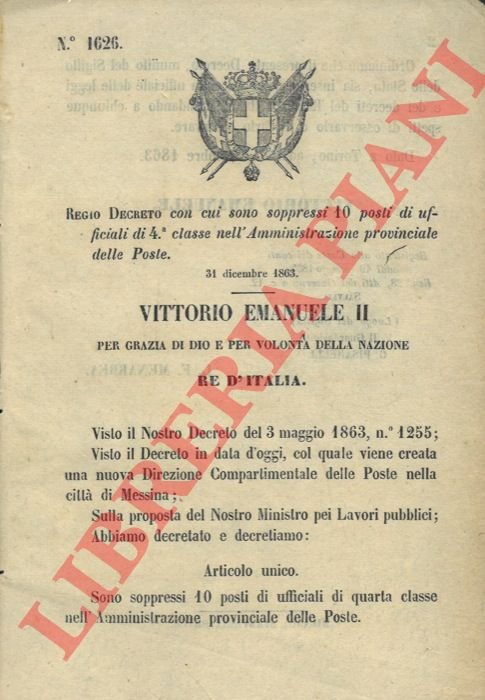 N.º 1626.
REGIO DECRETO con cui sono soppressi 10 posti di uf-
ficiali di 4.ª classe nell'Amministrazione provinciale
delle Poste.
31 dicembre 1863.
VITTORIO EMANUELE II
PER GRAZIA DI DIO E PER VOLONTÀ DELLA NAZIONE
RE D'ITALIA.
Visto il Nostro Decreto del 3 maggio 1863, n.º 1255;
Visto il Decreto in data d'oggi, col quale viene creata
una nuova Direzione Compartimentale delle Poste nella
città di Messina;
Sulla proposta del Nostro Ministro pei Lavori pubblici;
Abbiamo decretato e decretiamo:
Articolo unico.
Sono soppressi 10 posti di ufficiali di quarta classe
nell'Amministrazione provinciale delle Poste.
LIBRERIA PIANI